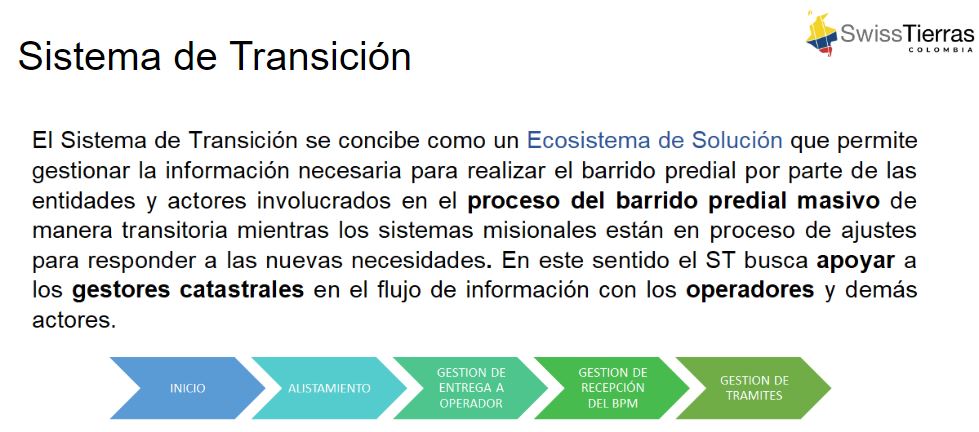 Sistema de Transición
SwissTierras
COLOMBIA
El Sistema de Transición se concibe como un Ecosistema de Solución que permite
gestionar la información necesaria para realizar el barrido predial por parte de las
entidades y actores involucrados en el proceso del barrido predial masivo de
manera transitoria mientras los sistemas misionales están en proceso de ajustes
para responder a las nuevas necesidades. En este sentido el ST busca apoyar a
los gestores catastrales en el flujo de información con los operadores y demás
actores.
INICIO
ALISTAMIENTO
GESTION DE
ENTREGA A
OPERADOR
GESTION DE
RECEPCIÓN
DEL BPM
GESTION DE
TRAMITES